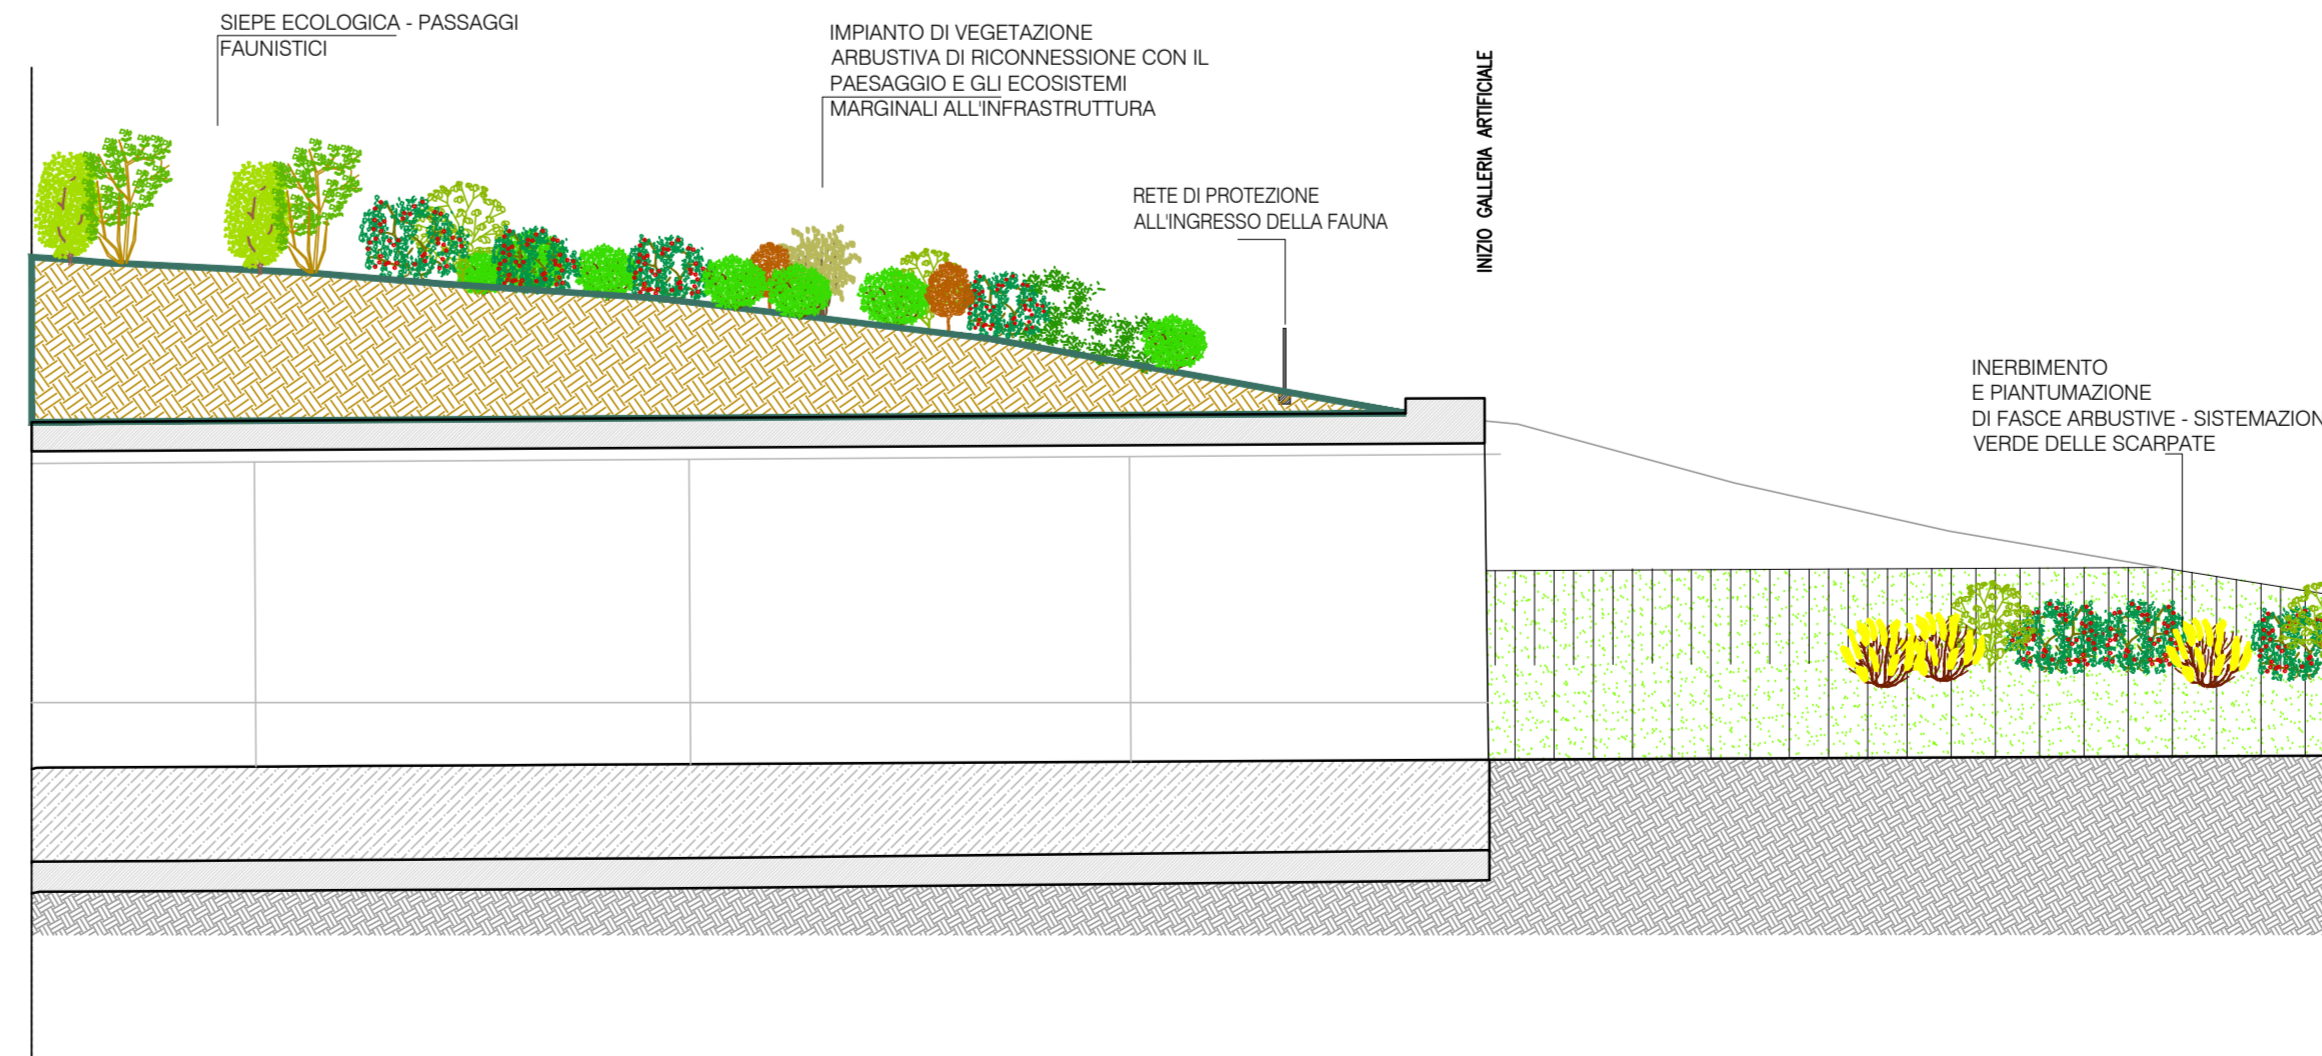 SIEPE ECOLOGICA - PASSAGGI
FAUNISTICI
IMPIANTO DI VEGETAZIONE
ARBUSTIVA DI RICONNESSIONE CON IL
PAESAGGIO E GLI ECOSISTEMI
MARGINALI ALL'INFRASTRUTTURA
RETE DI PROTEZIONE
ALL'INGRESSO DELLA FAUNA
INIZIO GALLERIA ARTIFICIALE
INERBIMENTO
E PIANTUMAZIONE
DI FASCE ARBUSTIVE - SISTEMAZION
VERDE DELLE SCARPATE